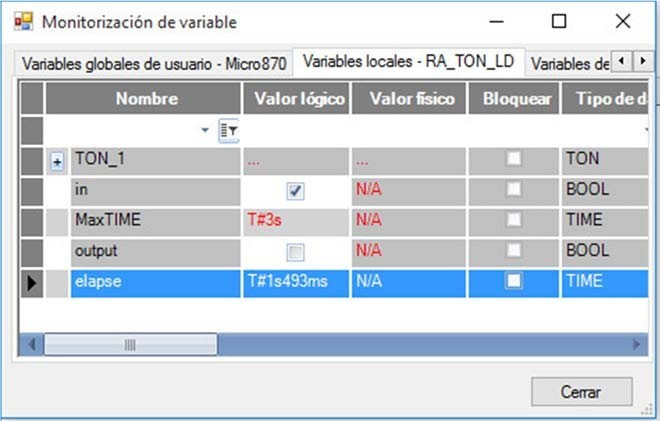 Monitorización de variable
Variables globales de usuario - Micro870 Variables locales - RA_TON_LD Variables de
Nombre Valor lógico Valor físico Bloquear Tipo de d
TON_1 ... ... TON
in N/A BOOL
MaxTIME T#3s N/A TIME
output N/A BOOL
elapse T#1s493ms N/A TIME
Cerrar